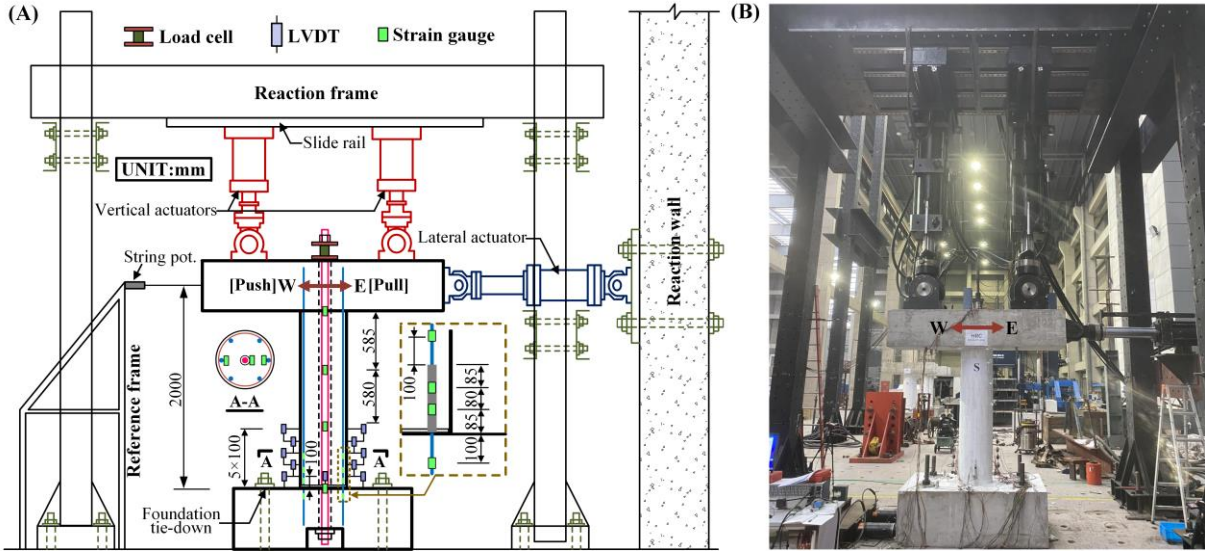 (A)
(B)
Load cell
LVDT
Strain gauge
Reaction frame
Slide rail
UNIT:mm
Vertical actuators
Lateral actuator
String pot.
[Push]W E[Pull]
Reaction wall
Reference frame
2000
A-A
585
580
5×100
100
A A
100
85
80
85
100
Foundation
tie-down
W E
S